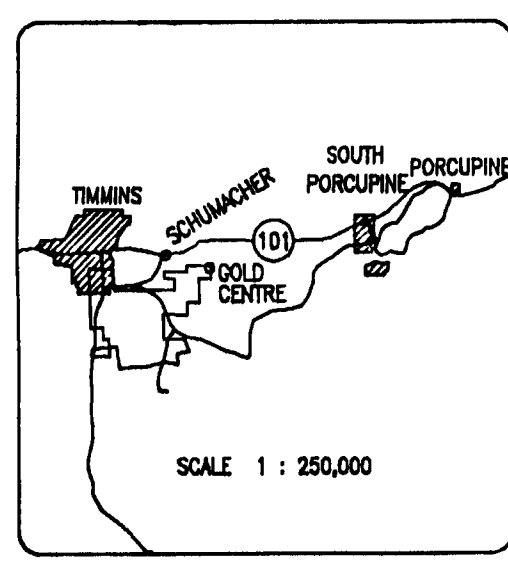 SOUTH
PORCUPINE
PORCUPINE
TIMMINS
SCHUMACHER
101
GOLD
CENTRE
SCALE 1 : 250,000